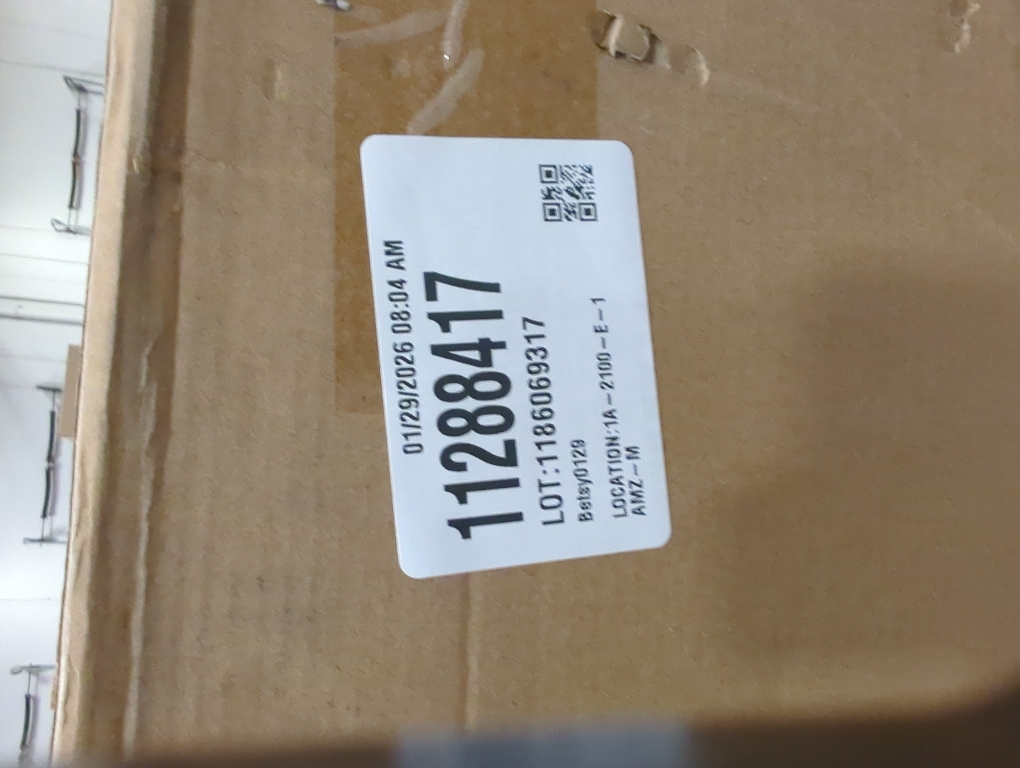 01/29/2026 08:04 AM
11288417
LOT:1186069317
Betsy0129
LOCATION:1A-2100-E-1
AMZ-M